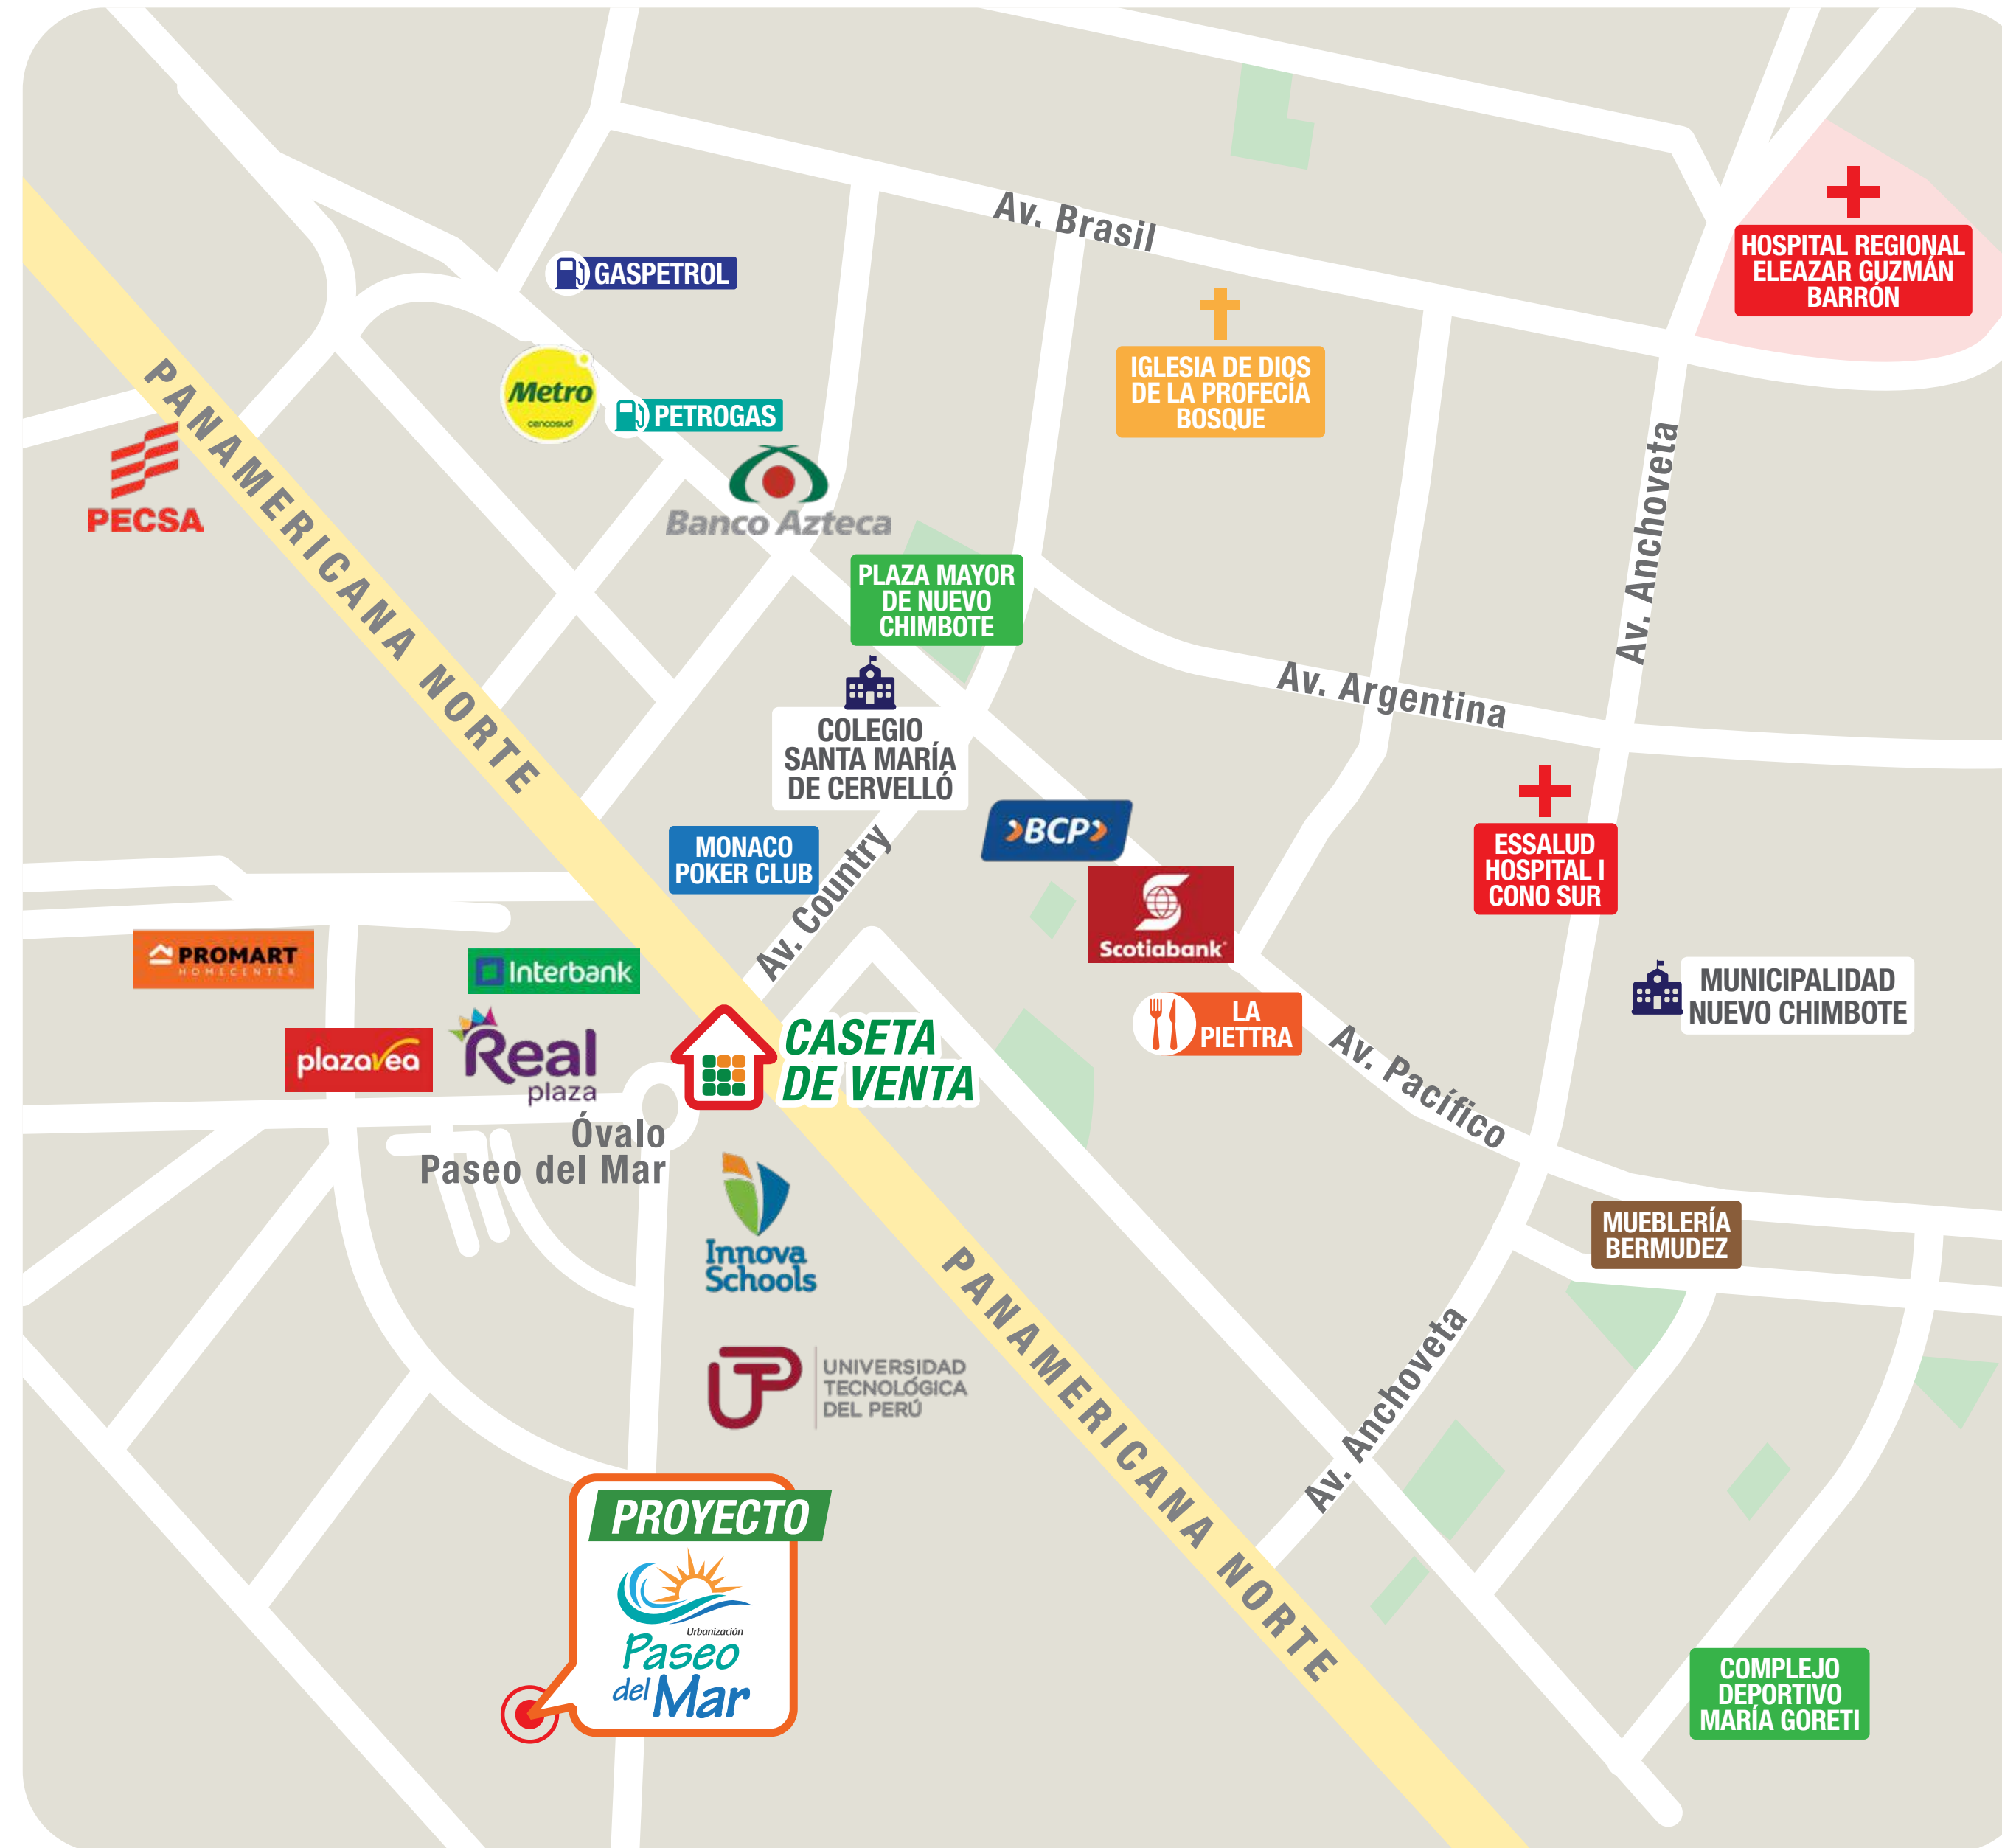 Av. Brasil
HOSPITAL REGIONAL
ELEAZAR GUZMÁN
BARRÓN
GASPETROL
IGLESIA DE DIOS
DE LA PROFECÍA
BOSQUE
Metro
cencosud
PETROGAS
PANAMERICANA NORTE
PECSA
Banco Azteca
Av. Anchoveta
PLAZA MAYOR
DE NUEVO
CHIMBOTE
Av. Argentina
COLEGIO
SANTA MARÍA
DE CERVELLÓ
BCP
MONACO
POKER CLUB
Av. Country
ESSALUD
HOSPITAL I
CONO SUR
Scotiabank
PROMART
HOMECENTER
Interbank
MUNICIPALIDAD
NUEVO CHIMBOTE
LA
PIETTRA
plazavea
Real
plaza
CASETA
DE VENTA
Av. Pacífico
Óvalo
Paseo del Mar
Innova
Schools
MUEBLERÍA
BERMUDEZ
PANAMERICANA NORTE
Av. Anchoveta
UTP
UNIVERSIDAD
TECNOLÓGICA
DEL PERÚ
PROYECTO
Urbanización
Paseo
del Mar
COMPLEJO
DEPORTIVO
MARÍA GORETI